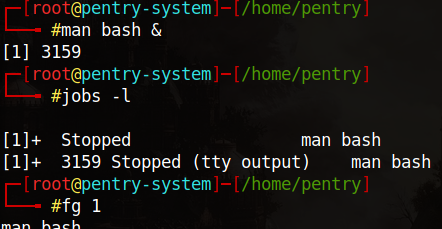 ┌─[root@pentry-system]─[/home/pentry]
└──╼ #man bash &
[1] 3159
┌─[root@pentry-system]─[/home/pentry]
└──╼ #jobs -l

[1]+  Stopped                 man bash
[1]+  3159 Stopped (tty output)    man bash
┌─[root@pentry-system]─[/home/pentry]
└──╼ #fg 1
man bash